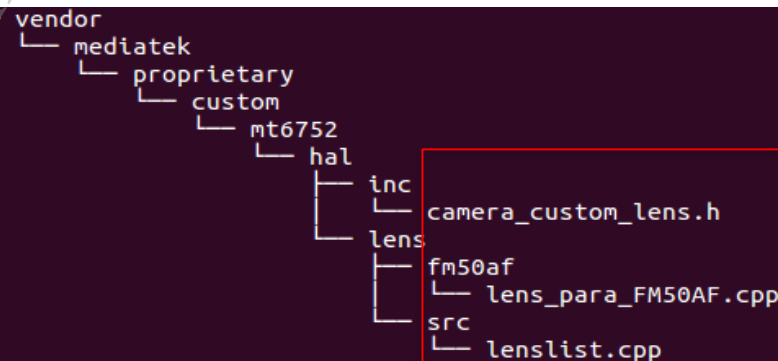 vendor
└── mediatek
    └── proprietary
        └── custom
            └── mt6752
                └── hal
                    ├── inc
                    │   └── camera_custom_lens.h
                    └── lens
                        ├── fm50af
                        │   └── lens_para_FM50AF.cpp
                        └── src
                            └── lenslist.cpp